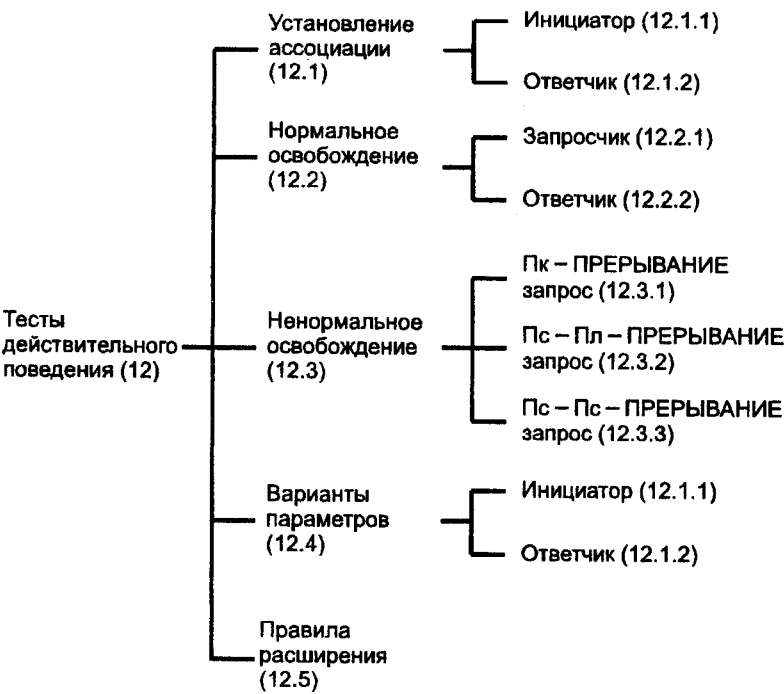 Тесты
действительного
поведения (12)
Установление
ассоциации
(12.1)
Инициатор (12.1.1)
Ответчик (12.1.2)
Нормальное
освобождение
(12.2)
Запросчик (12.2.1)
Ответчик (12.2.2)
Ненормальное
освобождение
(12.3)
Пк – ПРЕРЫВАНИЕ
запрос (12.3.1)
Пс – Пл – ПРЕРЫВАНИЕ
запрос (12.3.2)
Пс – Пс – ПРЕРЫВАНИЕ
запрос (12.3.3)
Варианты
параметров
(12.4)
Инициатор (12.1.1)
Ответчик (12.1.2)
Правила
расширения
(12.5)